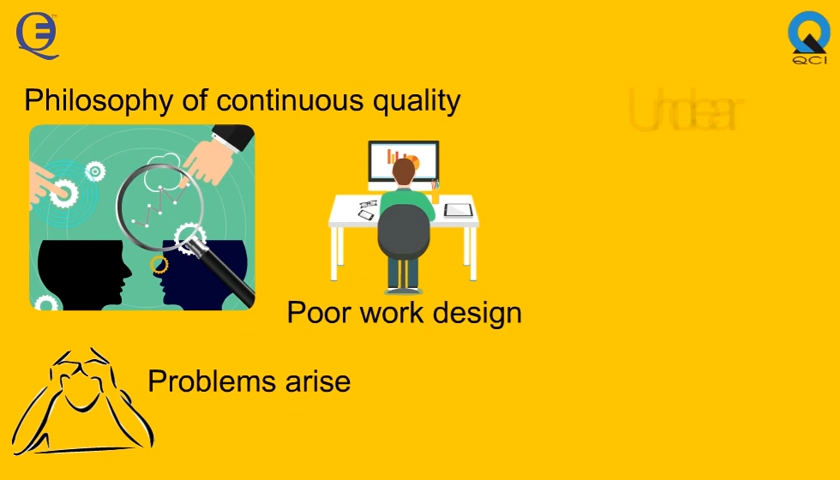 QCI
Philosophy of continuous quality
Poor work design
Problems arise